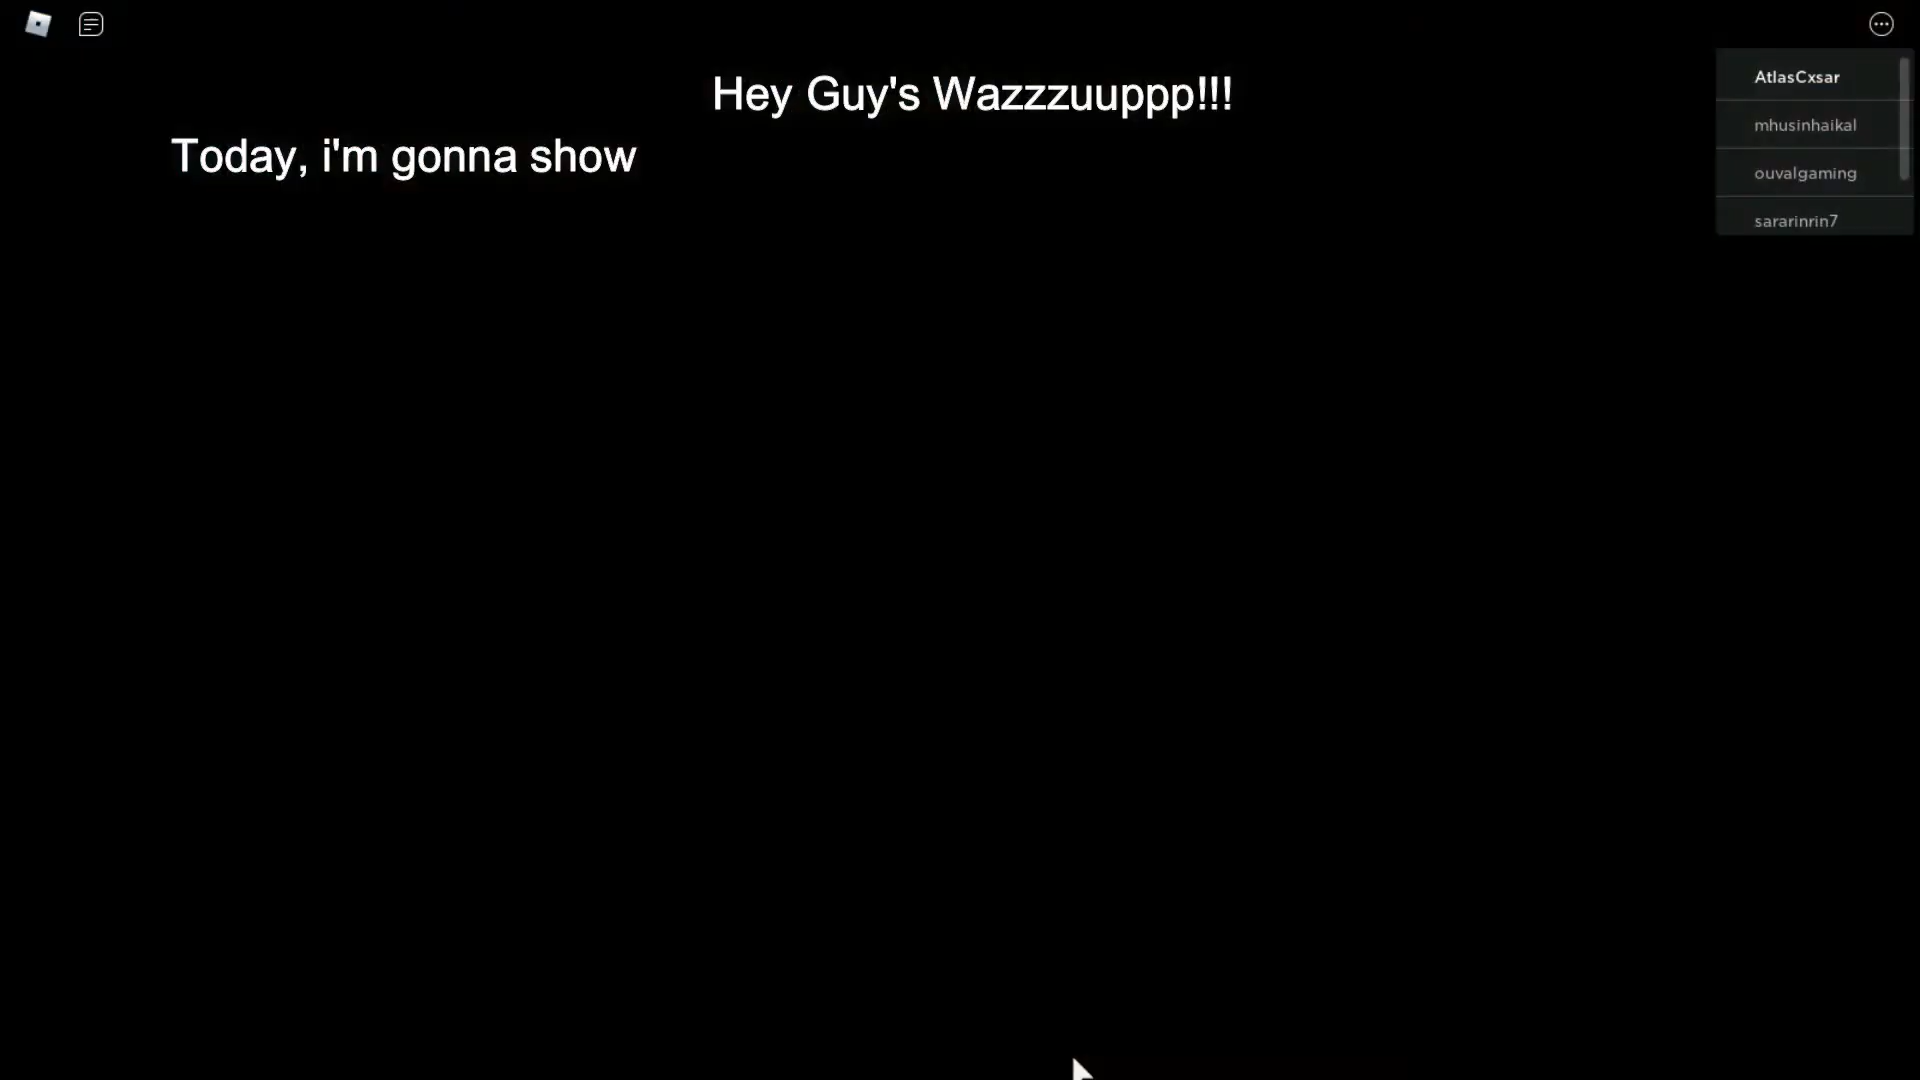 Hey Guy's Wazzzuuppp!!!
Today, i'm gonna show
AtlasCxsar
mhusinhaikal
ouvalgaming
sararinrin7